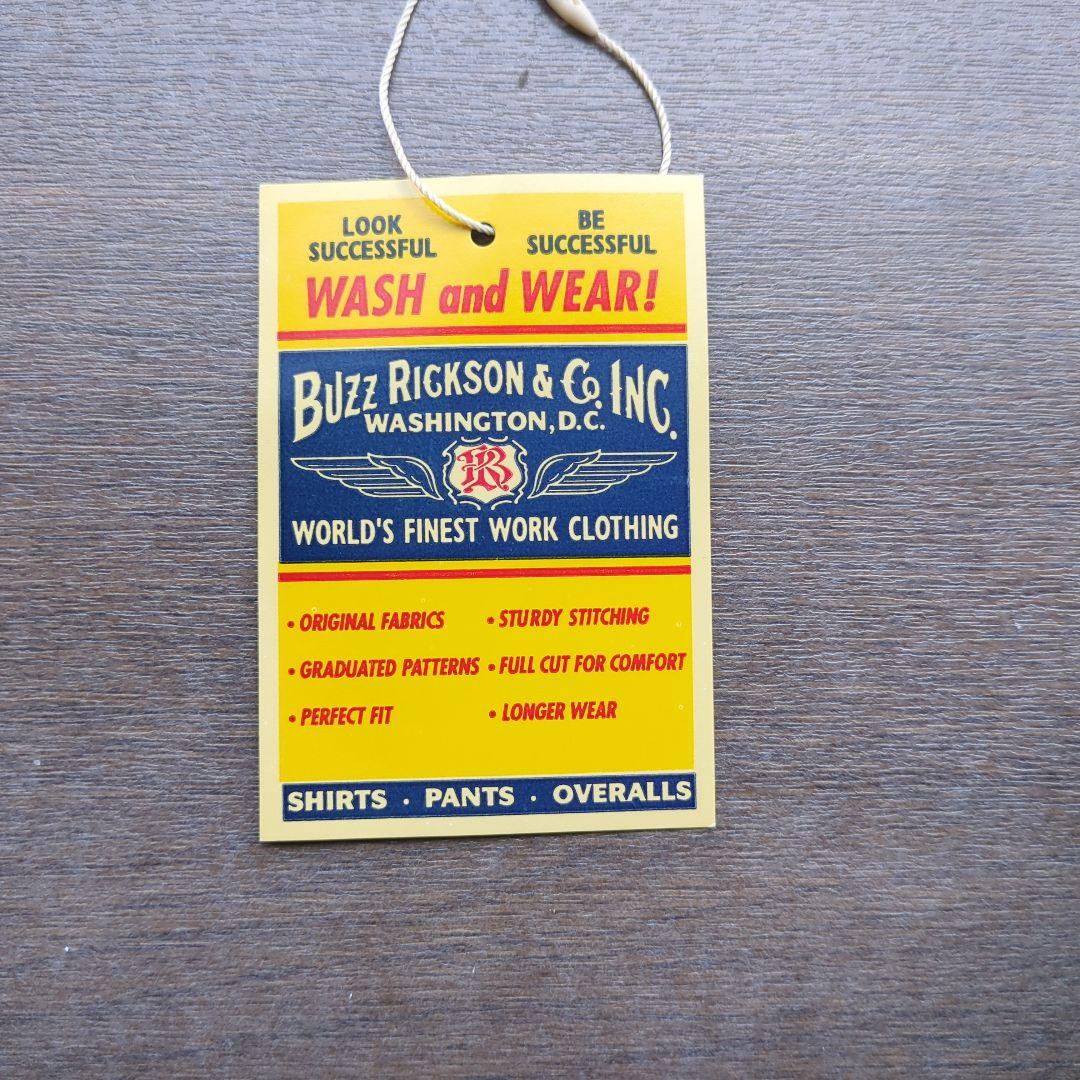 LOOK
SUCCESSFUL
BE
SUCCESSFUL
WASH and WEAR!
BUZZ RICKSON & Co. INC.
WASHINGTON, D.C.
BR
WORLD'S FINEST WORK CLOTHING
• ORIGINAL FABRICS
• STURDY STITCHING
• GRADUATED PATTERNS
• FULL CUT FOR COMFORT
• PERFECT FIT
• LONGER WEAR
SHIRTS · PANTS · OVERALLS